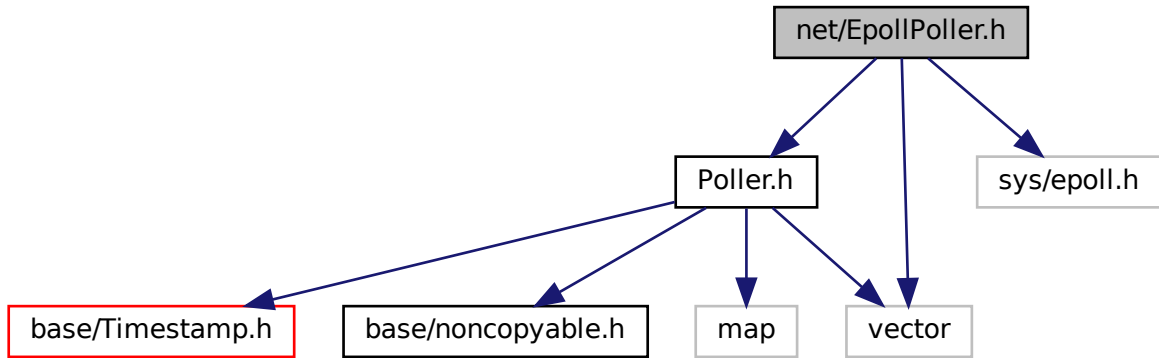 net/EpollPoller.h
Poller.h
sys/epoll.h
base/Timestamp.h
base/noncopyable.h
map
vector